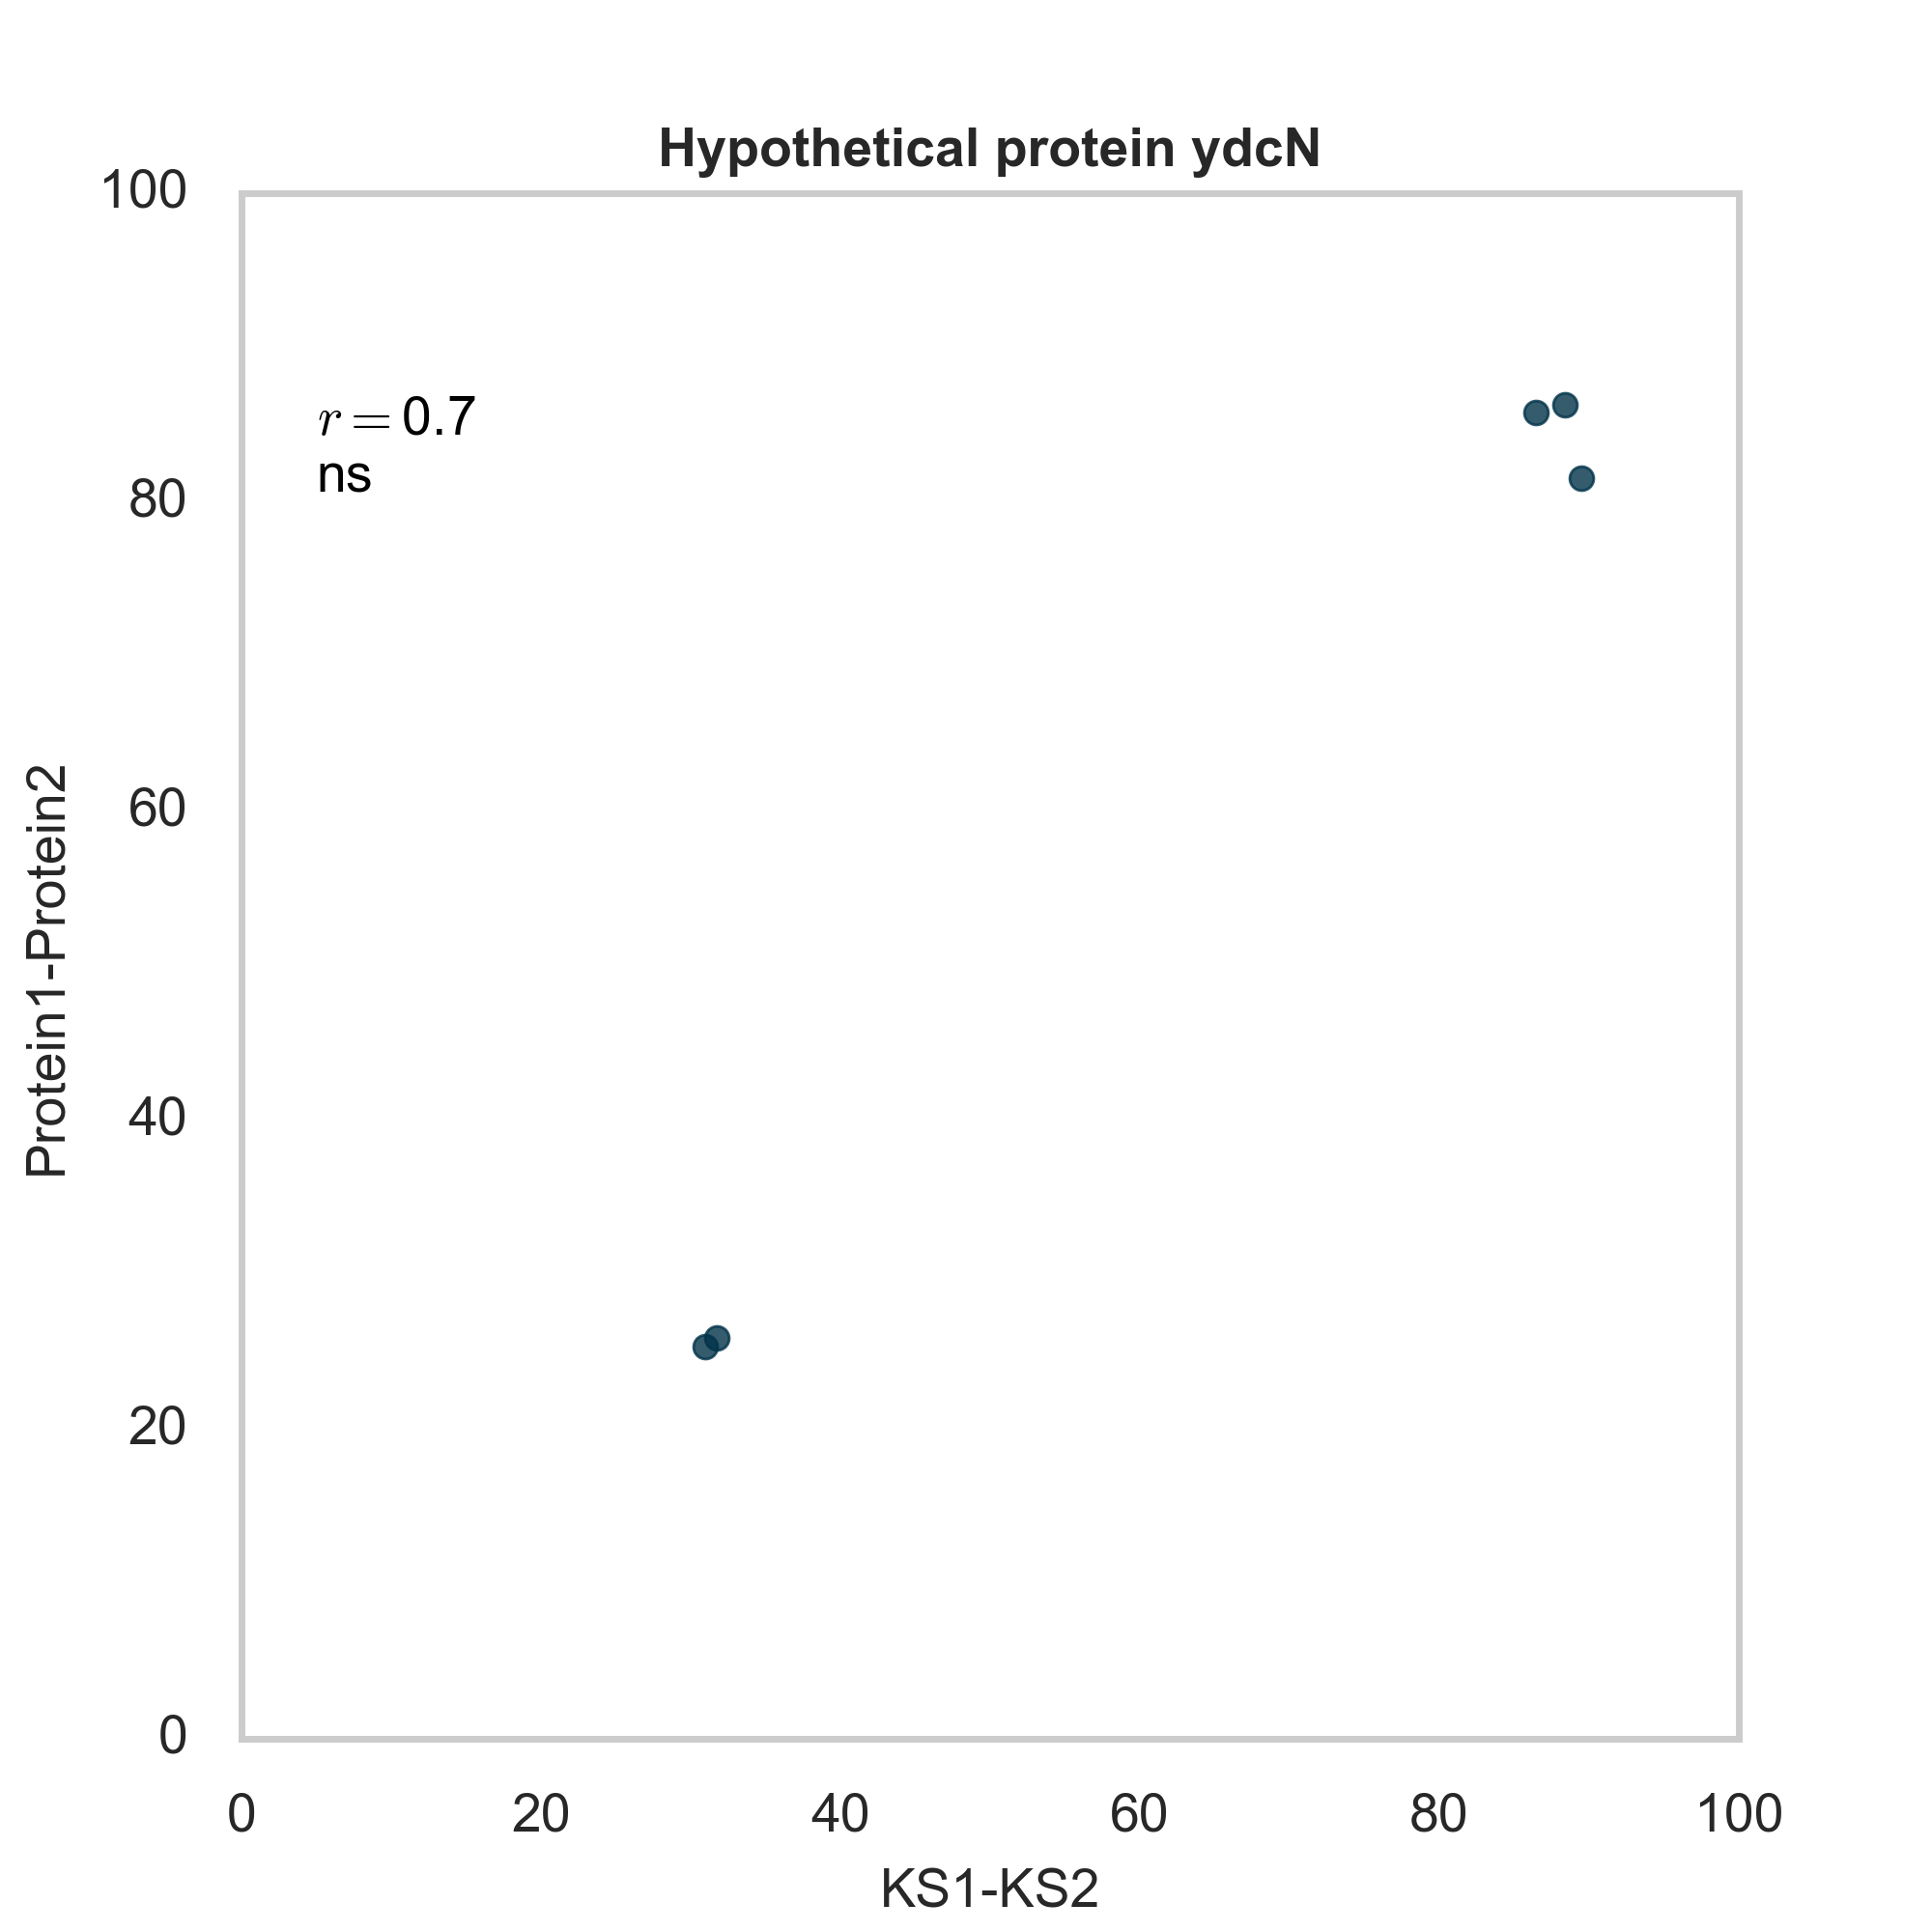 Hypothetical protein ydcN
100
80
60
40
20
0
r = 0.7
ns
Protein1-Protein2
0 20 40 60 80 100
KS1-KS2